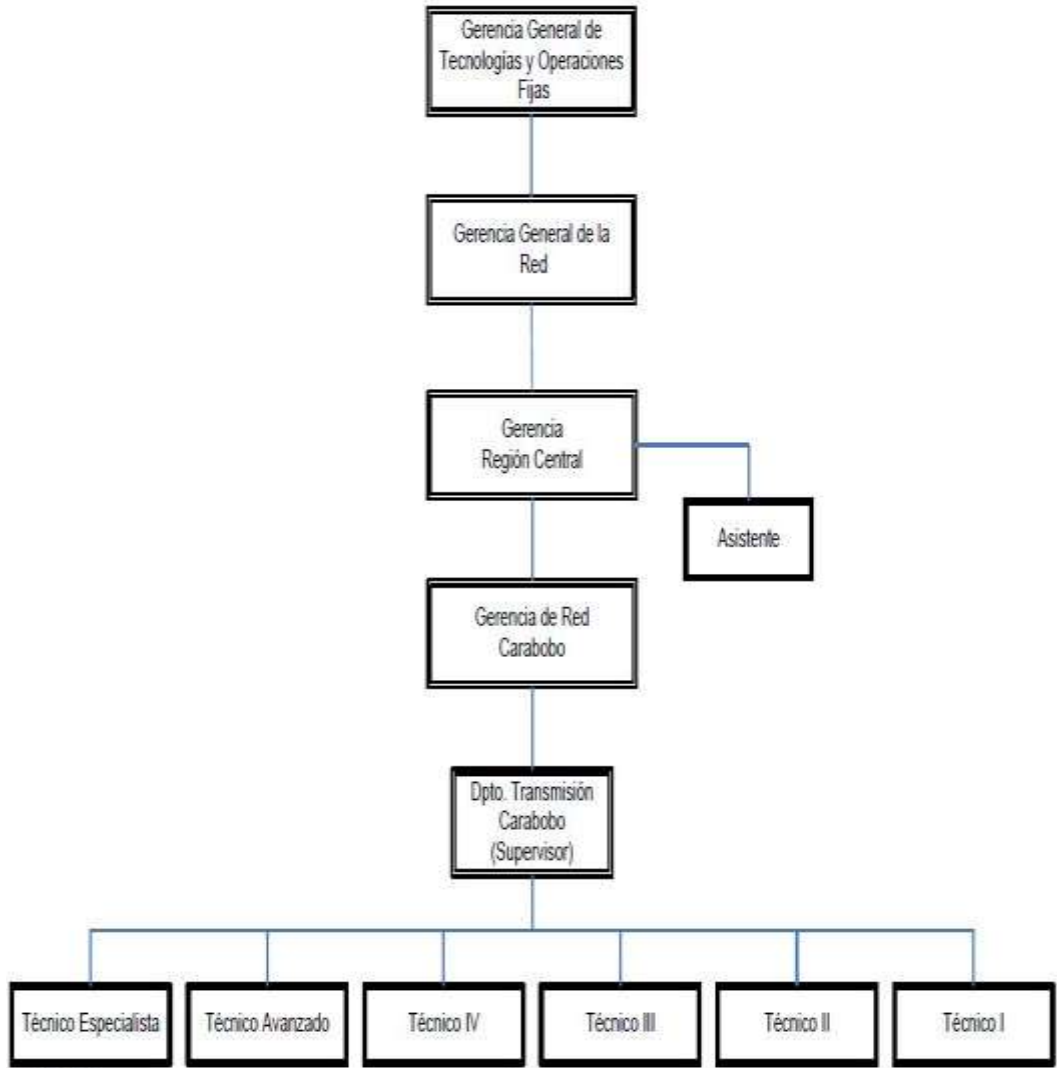 Gerencia General de
Tecnologías y Operaciones
Fijas
Gerencia General de la
Red
Gerencia
Región Central
Asistente
Gerencia de Red
Carabobo
Dpto. Transmisión
Carabobo
(Supervisor)
Técnico Especialista
Técnico Avanzado
Técnico IV
Técnico III
Técnico II
Técnico I